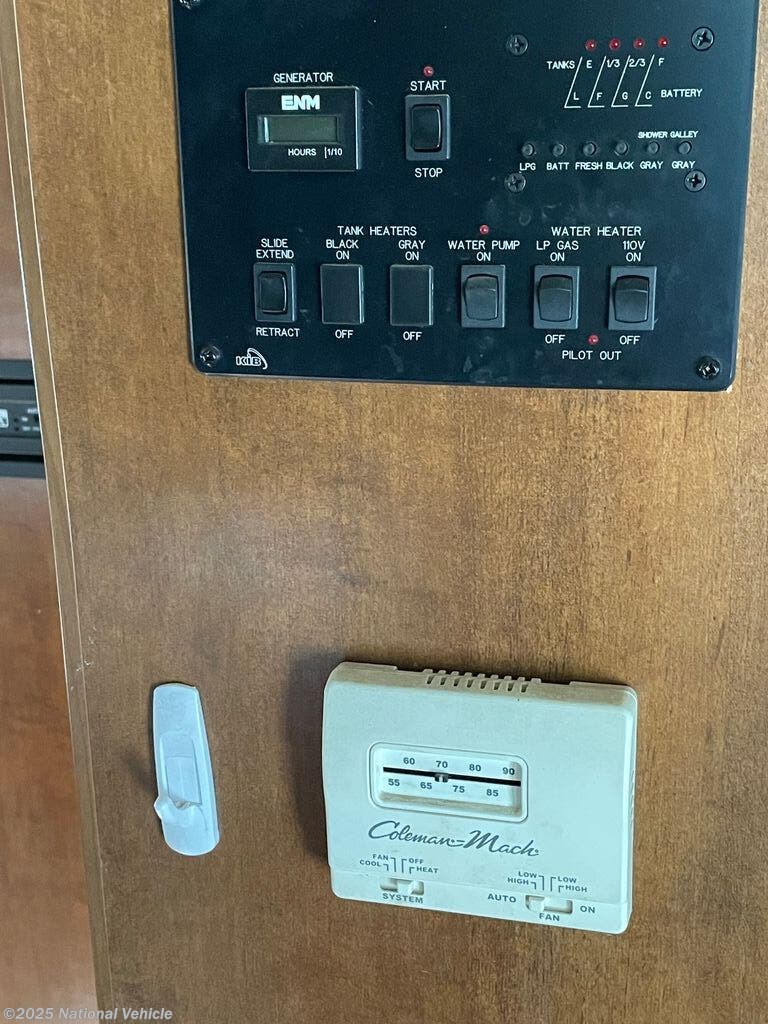 TANKS E 1/3 2/3 F
L F G C BATTERY
GENERATOR
ENM
HOURS 1/10
START
STOP
SHOWER GALLEY
LPG BATT FRESH BLACK GRAY GRAY
TANK HEATERS
WATER HEATER
SLIDE
EXTEND
BLACK
ON
GRAY
ON
WATER PUMP
ON
LP GAS
ON
110V
ON
RETRACT
OFF
OFF
OFF
OFF
PILOT OUT
KIB
60 70 80 90
55 65 75 85
Coleman-Mach
FAN OFF
COOL HEAT
SYSTEM
LOW LOW
HIGH HIGH
AUTO ON
FAN
©2025 National Vehicle